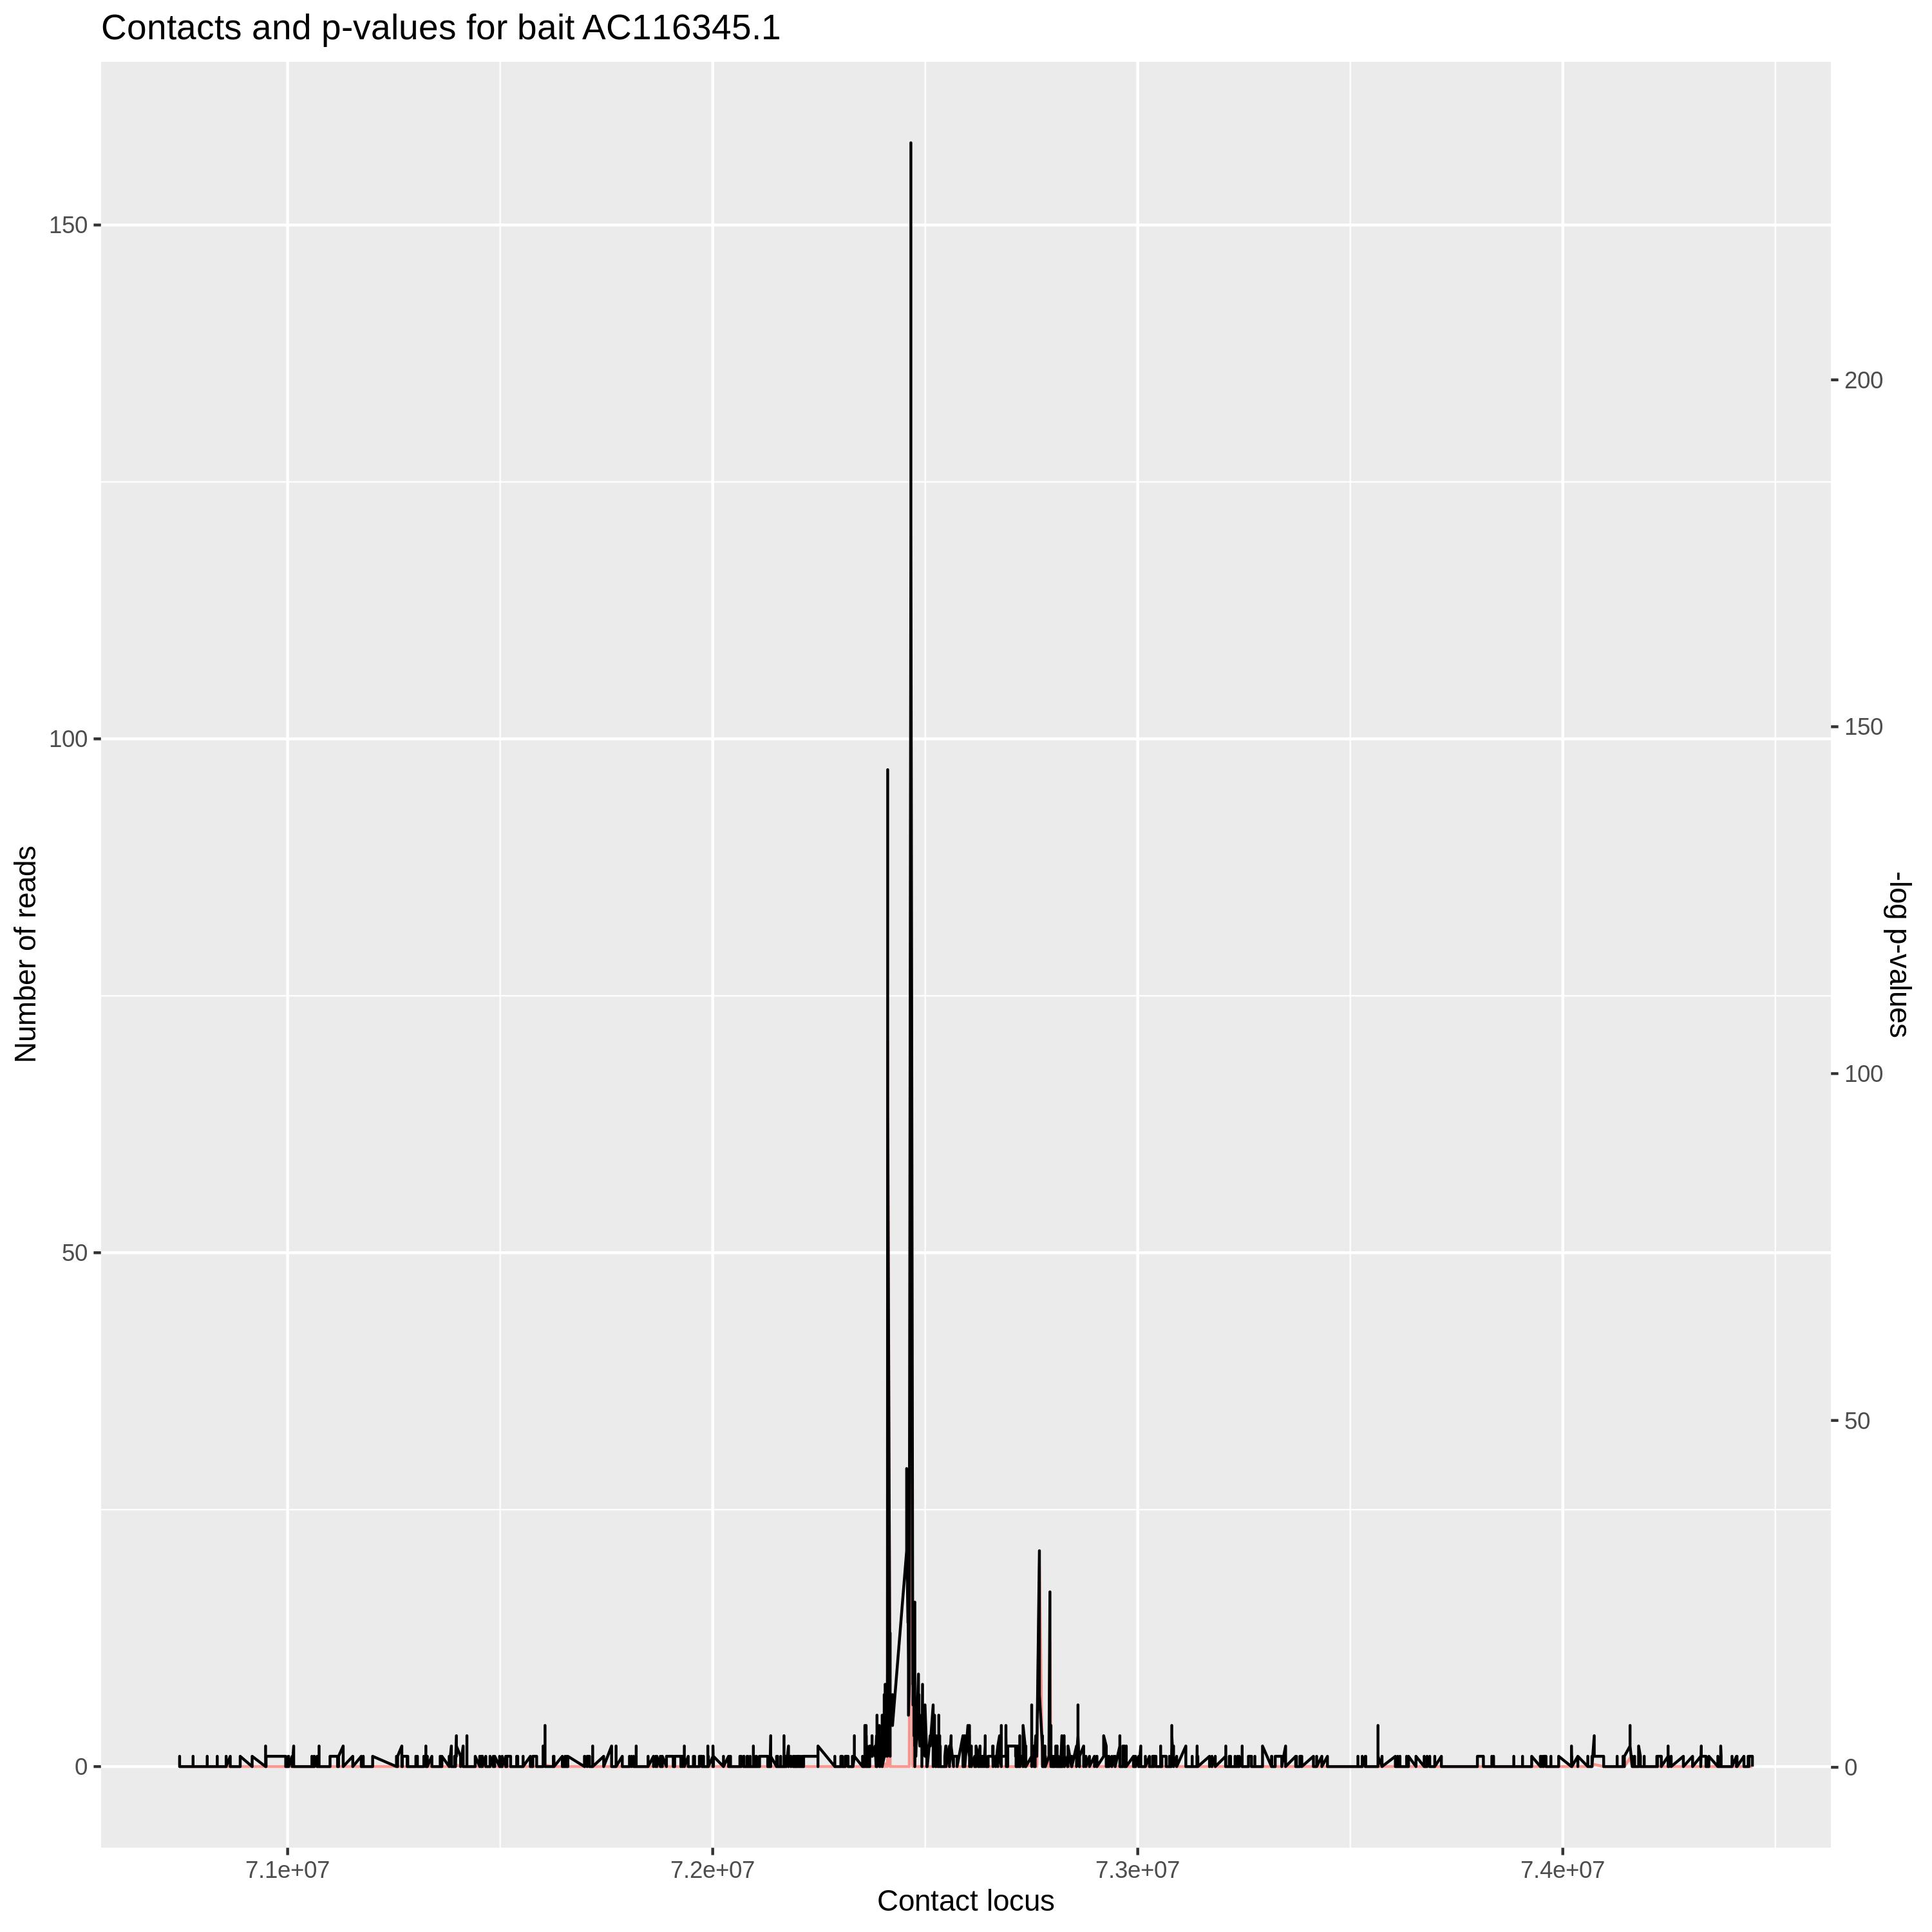 Contacts and p-values for bait AC116345.1
150
100
50
0
Number of reads
200
150
100
50
0
-log p-values
7.1e+07
7.2e+07
7.3e+07
7.4e+07
Contact locus